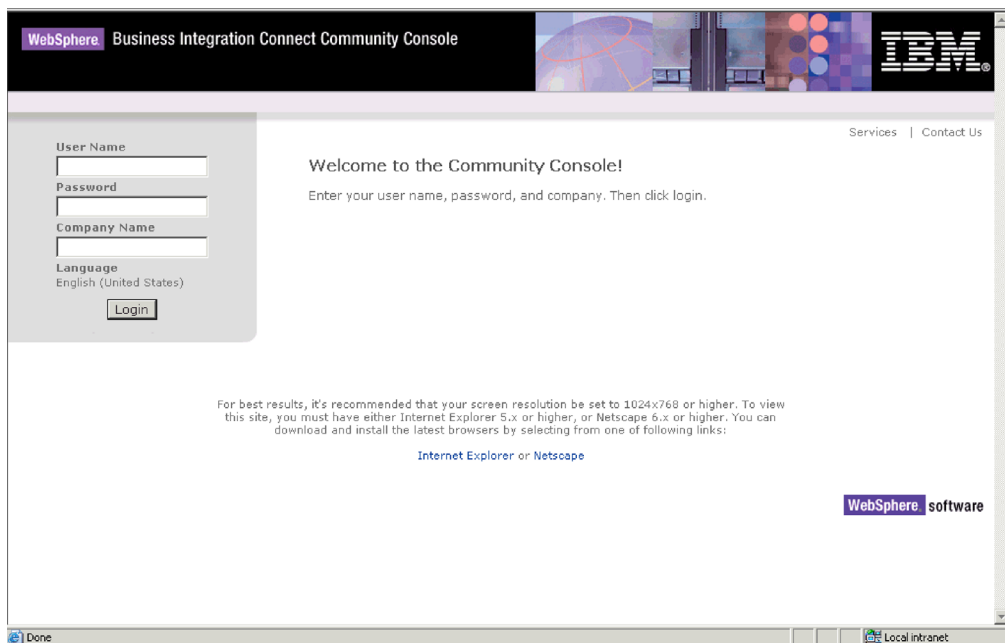 WebSphere. Business Integration Connect Community Console
IBM®
Services | Contact Us
User Name
Password
Company Name
Language
English (United States)
Login
Welcome to the Community Console!
Enter your user name, password, and company. Then click login.
For best results, it's recommended that your screen resolution be set to 1024x768 or higher. To view
this site, you must have either Internet Explorer 5.x or higher, or Netscape 6.x or higher. You can
download and install the latest browsers by selecting from one of following links:
Internet Explorer or Netscape
WebSphere. software
Done
Local intranet